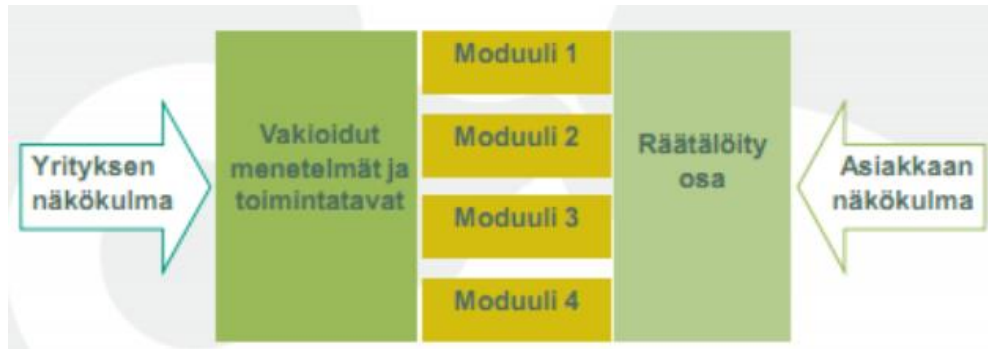 Yrityksen
näkökulma
Vakioidut
menetelmät ja
toimintatavat
Moduuli 1
Moduuli 2
Moduuli 3
Moduuli 4
Räätälöity
osa
Asiakkaan
näkökulma